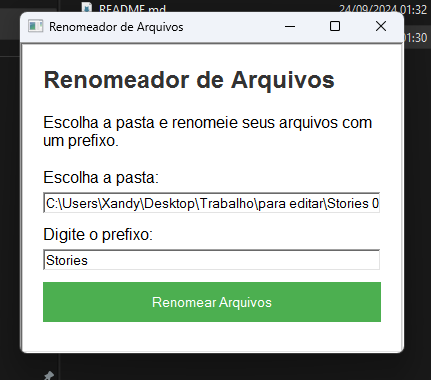 README.md 24/09/2024 01:32
Renomeador de Arquivos
01:30
Renomeador de Arquivos
Escolha a pasta e renomeie seus arquivos com
um prefixo.
Escolha a pasta:
C:\Users\Xandy\Desktop\Trabalho\para editar\Stories 0
Digite o prefixo:
Stories
Renomear Arquivos